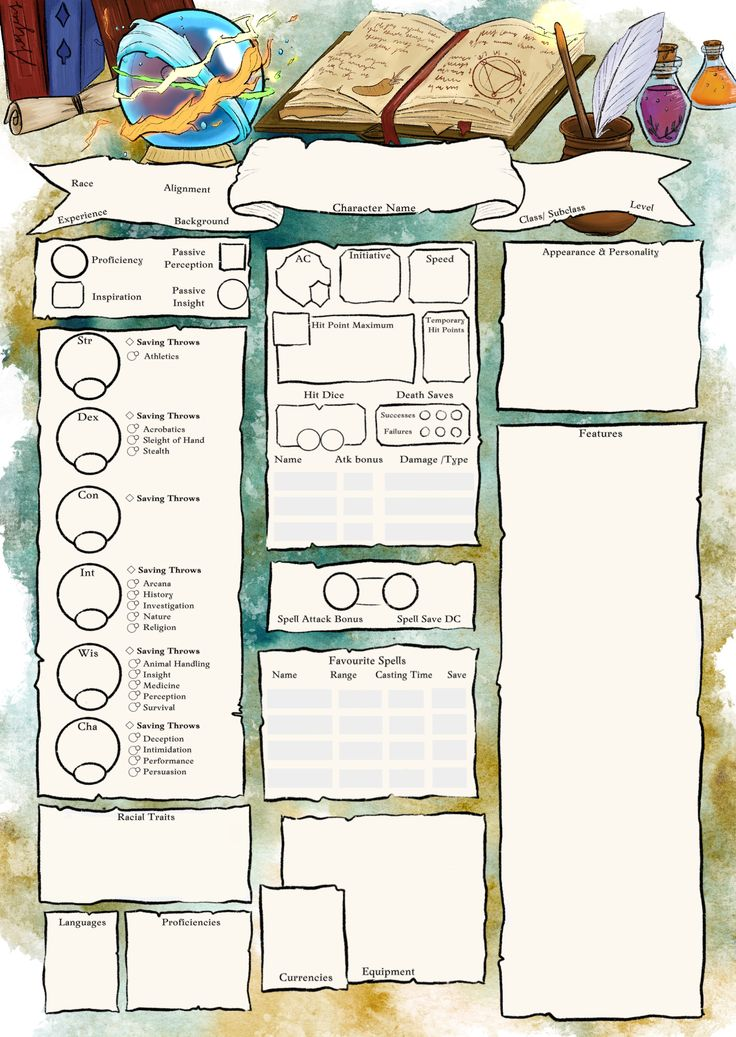 Race
Alignment
Experience
Background
Character Name
Class/ Subclass
Level
Proficiency
Passive
Perception
Inspiration
Passive
Insight
Str
Saving Throws
Athletics
Dex
Saving Throws
Acrobatics
Sleight of Hand
Stealth
Con
Saving Throws
Int
Saving Throws
Arcana
History
Investigation
Nature
Religion
Wis
Saving Throws
Animal Handling
Insight
Medicine
Perception
Survival
Cha
Saving Throws
Deception
Intimidation
Performance
Persuasion
Racial Traits
Languages
Proficiencies
AC
Initiative
Speed
Hit Point Maximum
Temporary
Hit Points
Hit Dice
Death Saves
Successes
Failures
Name Atk bonus Damage /Type
Spell Attack Bonus
Spell Save DC
Favourite Spells
Name Range Casting Time Save
Currencies
Equipment
Appearance & Personality
Features